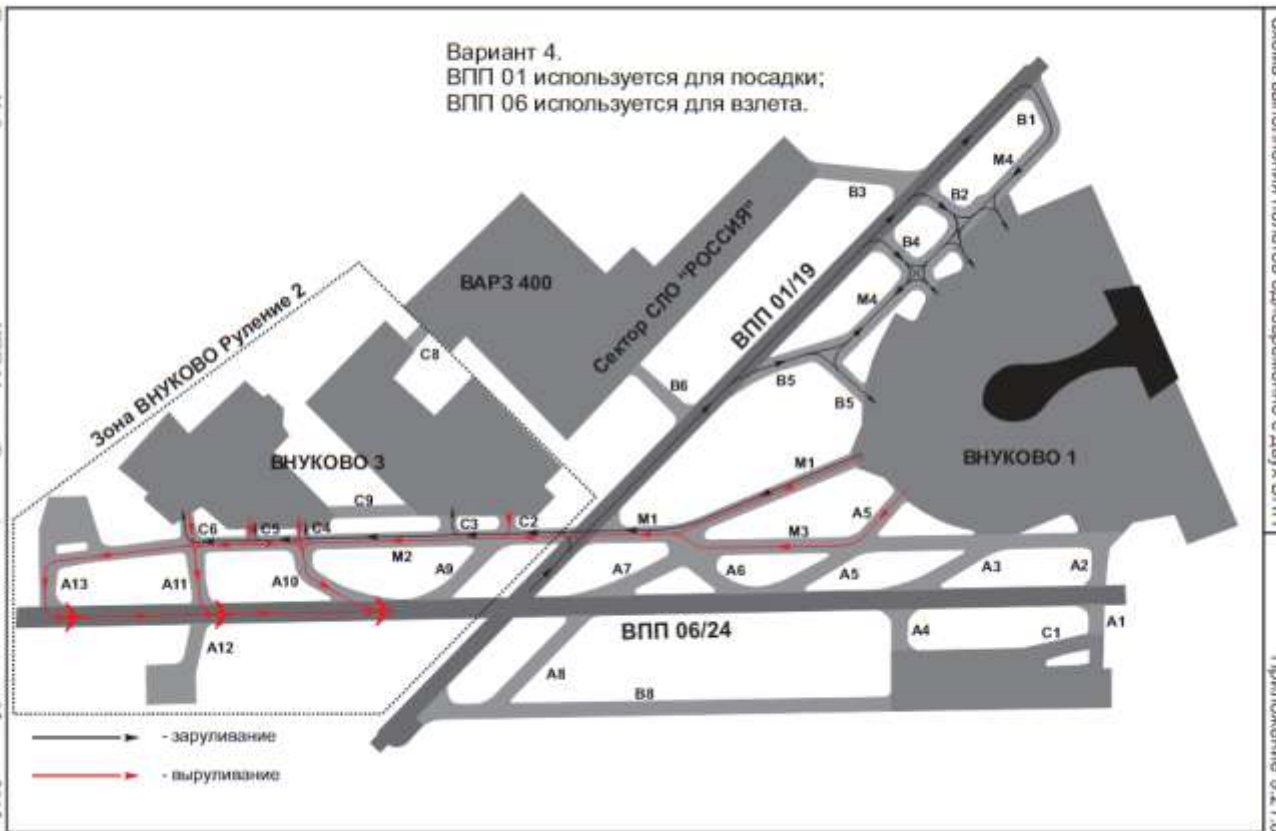 Вариант 4.
ВПП 01 используется для посадки;
ВПП 06 используется для взлета.
B1
M4
B3
B2
Сектор СЛО "РОССИЯ"
B4
ВАРЗ 400
ВПП 01/19
M4
Зона ВНУКОВО Руление 2
C8
B6
B5
B5
ВНУКОВО 3
ВНУКОВО 1
M1
C9
A5
C6
C5
C4
C3
C2
M1
M3
M2
A13
A11
A10
A9
A7
A6
A5
A3
A2
ВПП 06/24
A4
C1
A1
A12
A8
B8
- заруливание
- выруливание